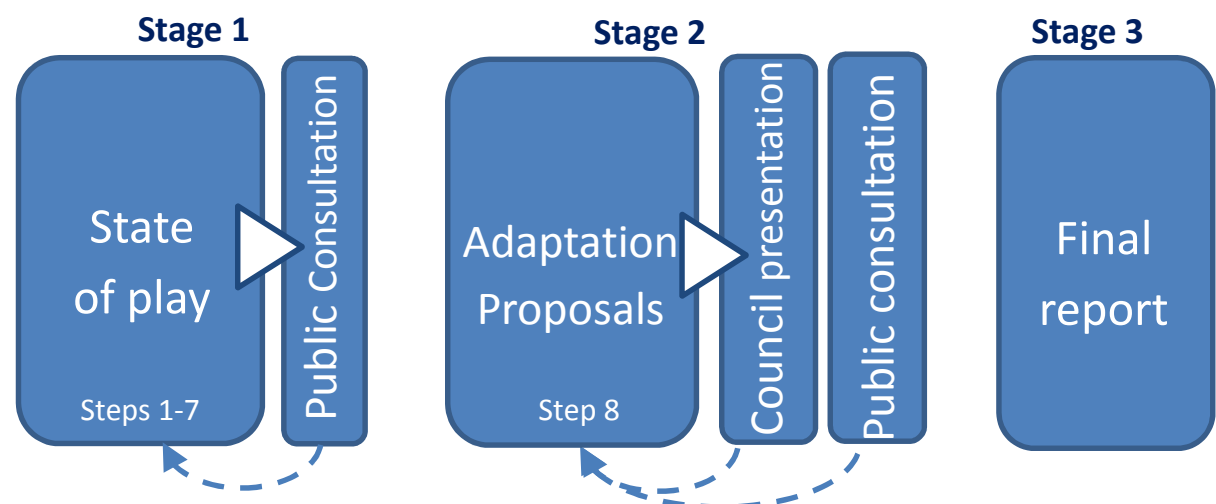 Stage 1
State
of play
Steps 1-7
Public Consultation
Stage 2
Adaptation
Proposals
Step 8
Council presentation
Public consultation
Stage 3
Final
report